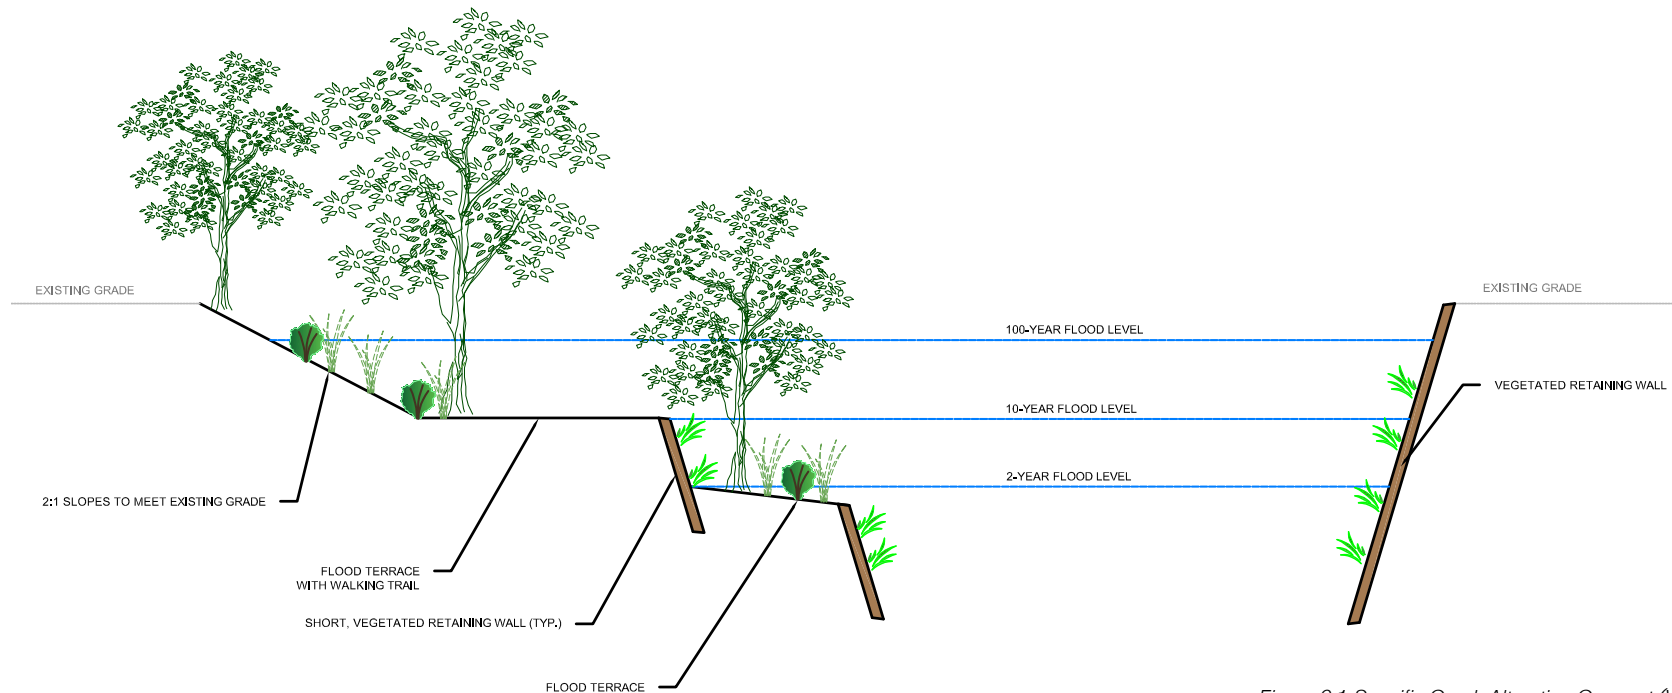 EXISTING GRADE
EXISTING GRADE
100-YEAR FLOOD LEVEL
VEGETATED RETAINING WALL
10-YEAR FLOOD LEVEL
2-YEAR FLOOD LEVEL
2:1 SLOPES TO MEET EXISTING GRADE
FLOOD TERRACE
WITH WALKING TRAIL
SHORT, VEGETATED RETAINING WALL (TYP.)
FLOOD TERRACE